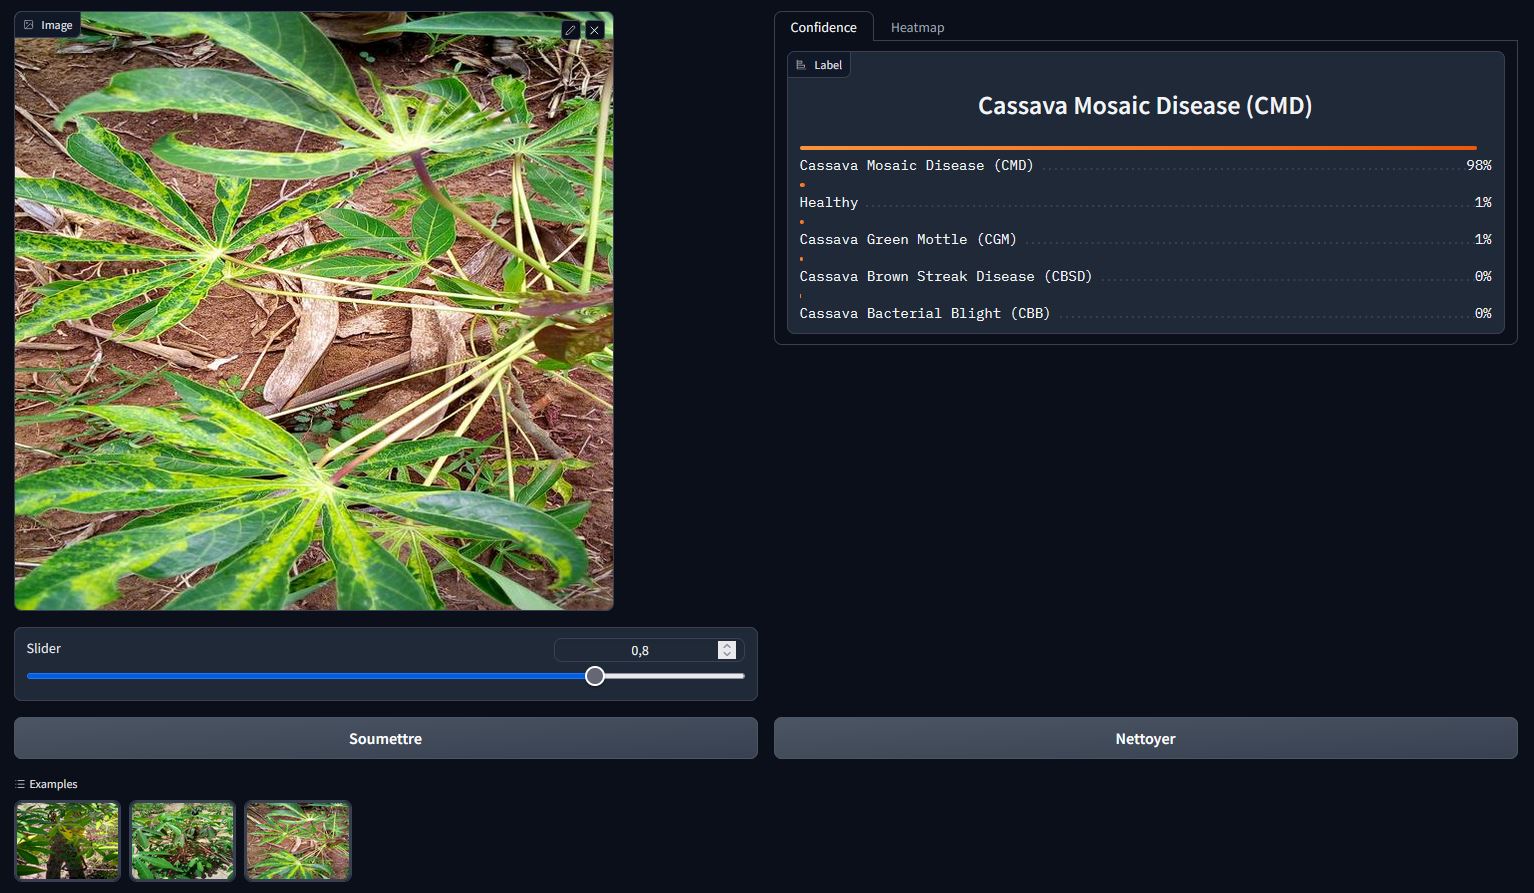 Image
Confidence
Heatmap
Label
Cassava Mosaic Disease (CMD)
Cassava Mosaic Disease (CMD) 98%
Healthy 1%
Cassava Green Mottle (CGM) 1%
Cassava Brown Streak Disease (CBSD) 0%
Cassava Bacterial Blight (CBB) 0%
Slider
0,8
Soumettre
Nettoyer
Examples